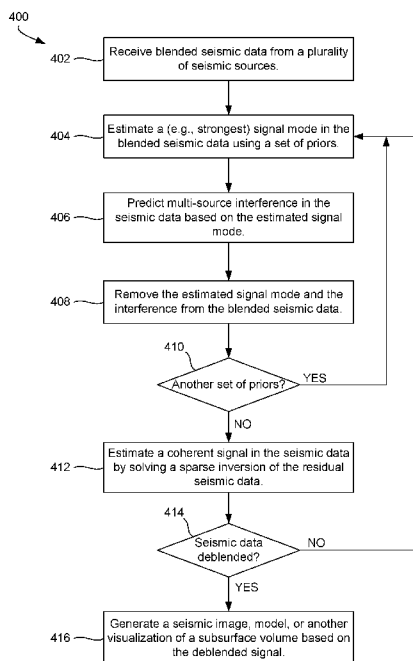 400
402
Receive blended seismic data from a plurality
of seismic sources.
404
Estimate a (e.g., strongest) signal mode in the
blended seismic data using a set of priors.
406
Predict multi-source interference in the
seismic data based on the estimated signal
mode.
408
Remove the estimated signal mode and the
interference from the blended seismic data.
410
Another set of priors?
YES
NO
412
Estimate a coherent signal in the seismic data
by solving a sparse inversion of the residual
seismic data.
414
Seismic data
deblended?
NO
YES
416
Generate a seismic image, model, or another
visualization of a subsurface volume based on
the deblended signal.